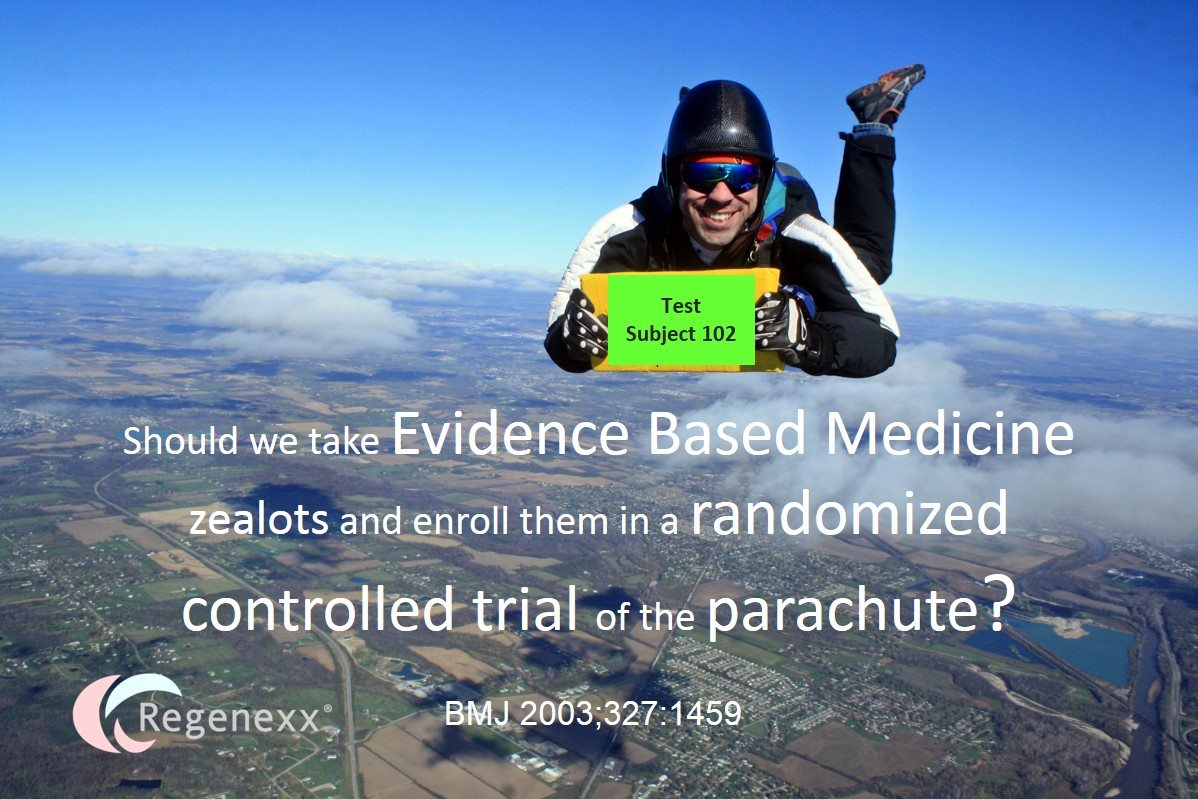 Test
Subject 102
Should we take Evidence Based Medicine
zealots and enroll them in a randomized
controlled trial of the parachute?
Regenexx®
BMJ 2003;327:1459